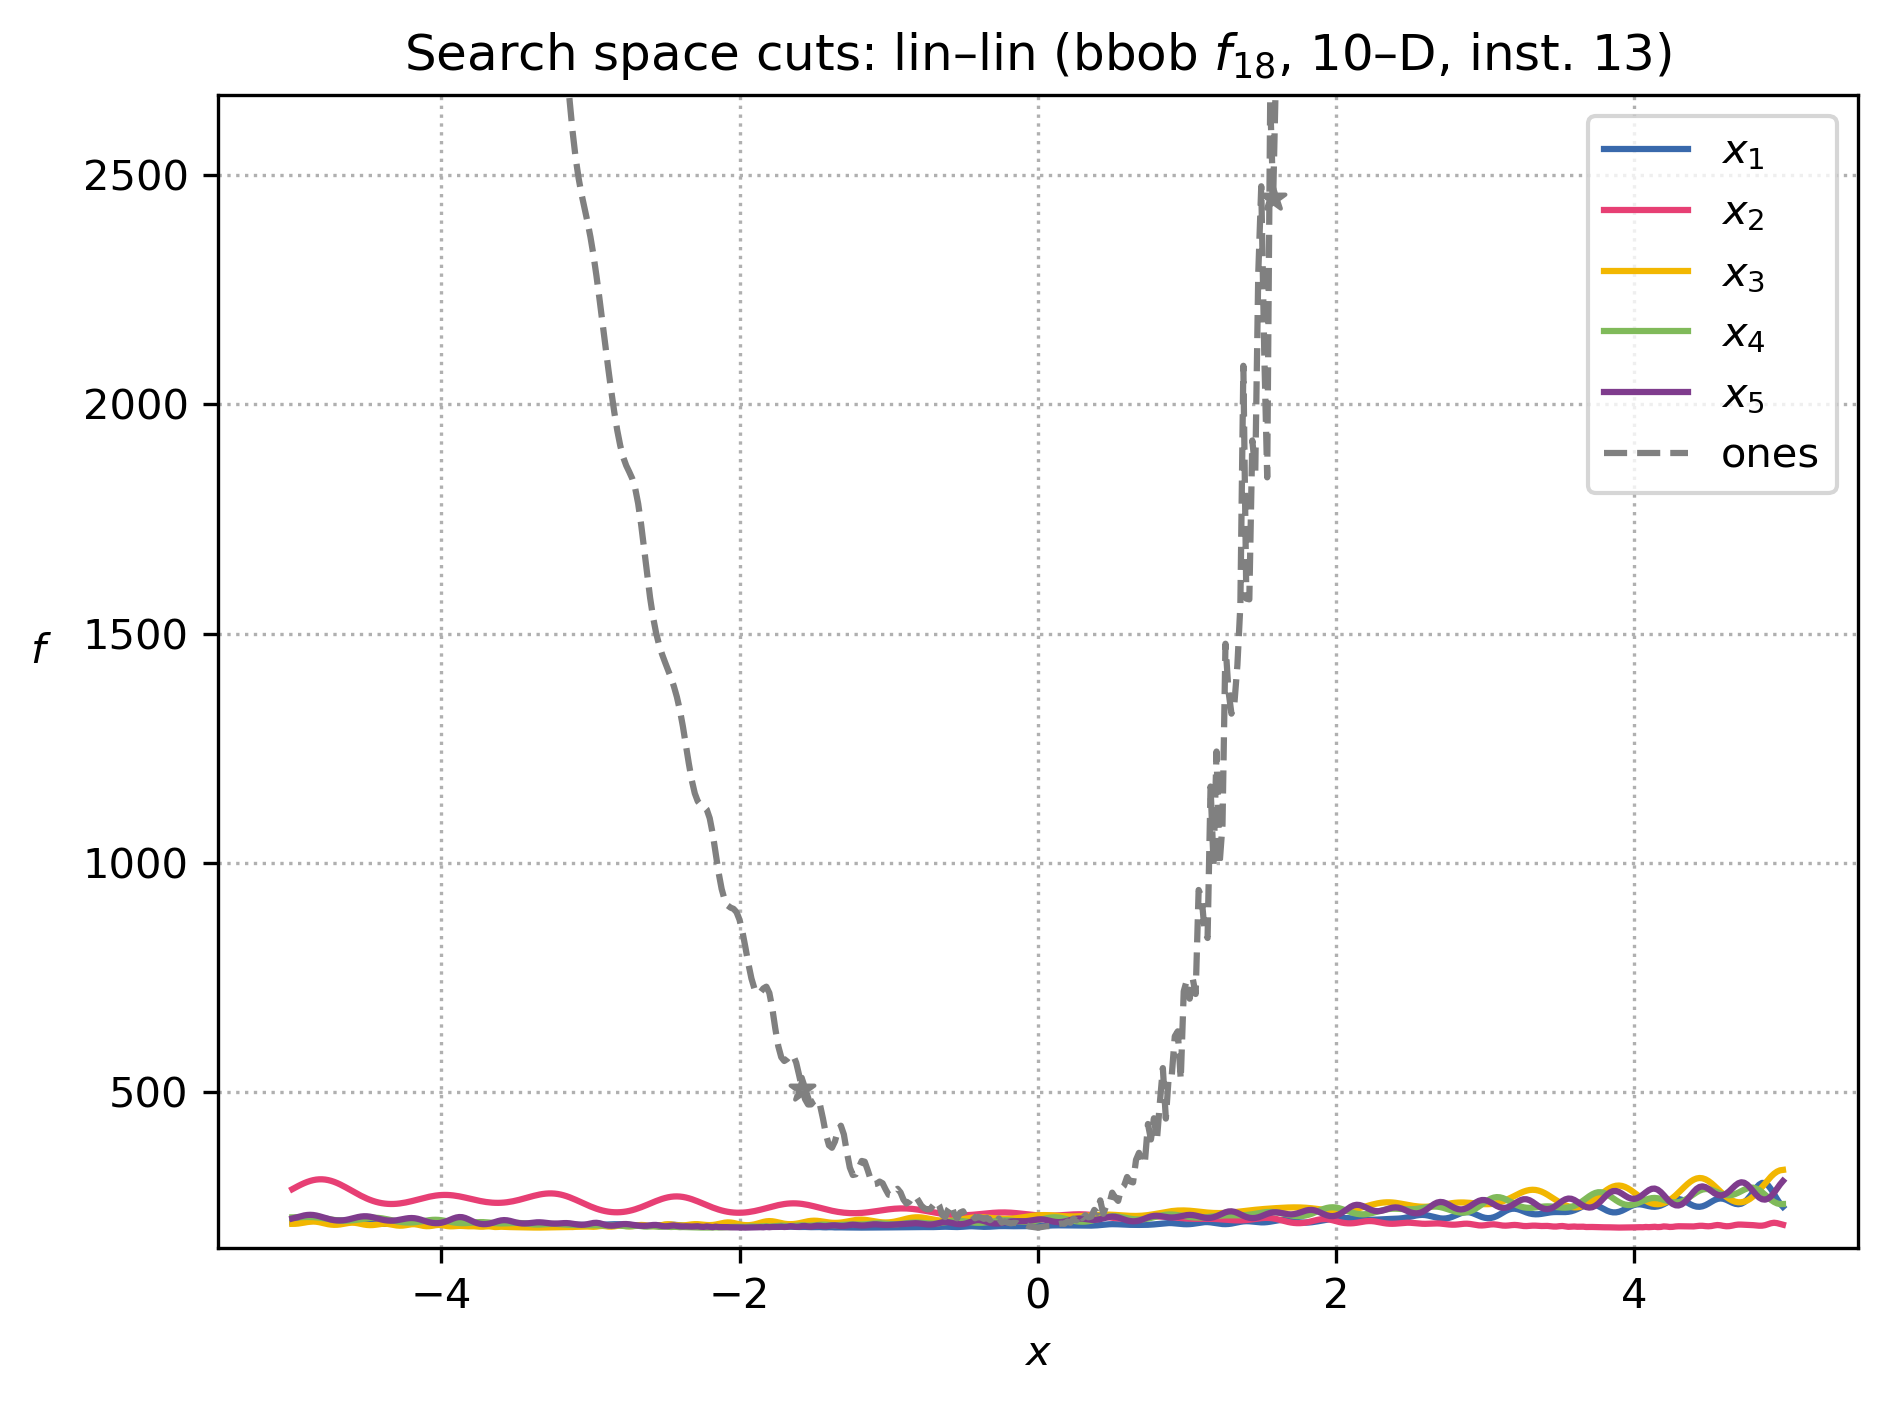 Search space cuts: lin–lin (bbob f18, 10–D, inst. 13)
2500
2000
1500
1000
500
f
−4
−2
0
2
4
x
x1
x2
x3
x4
x5
ones